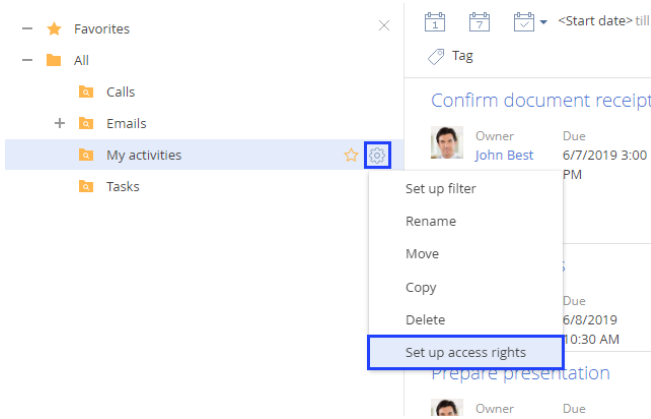 Favorites
All
Calls
Emails
My activities
Tasks
Set up filter
Rename
Move
Copy
Delete
Set up access rights
1
7
<Start date> till
Tag
Confirm document receipt
Owner
Due
John Best
6/7/2019 3:00
PM
Due
6/8/2019
10:30 AM
Prepare presentation
Owner
Due